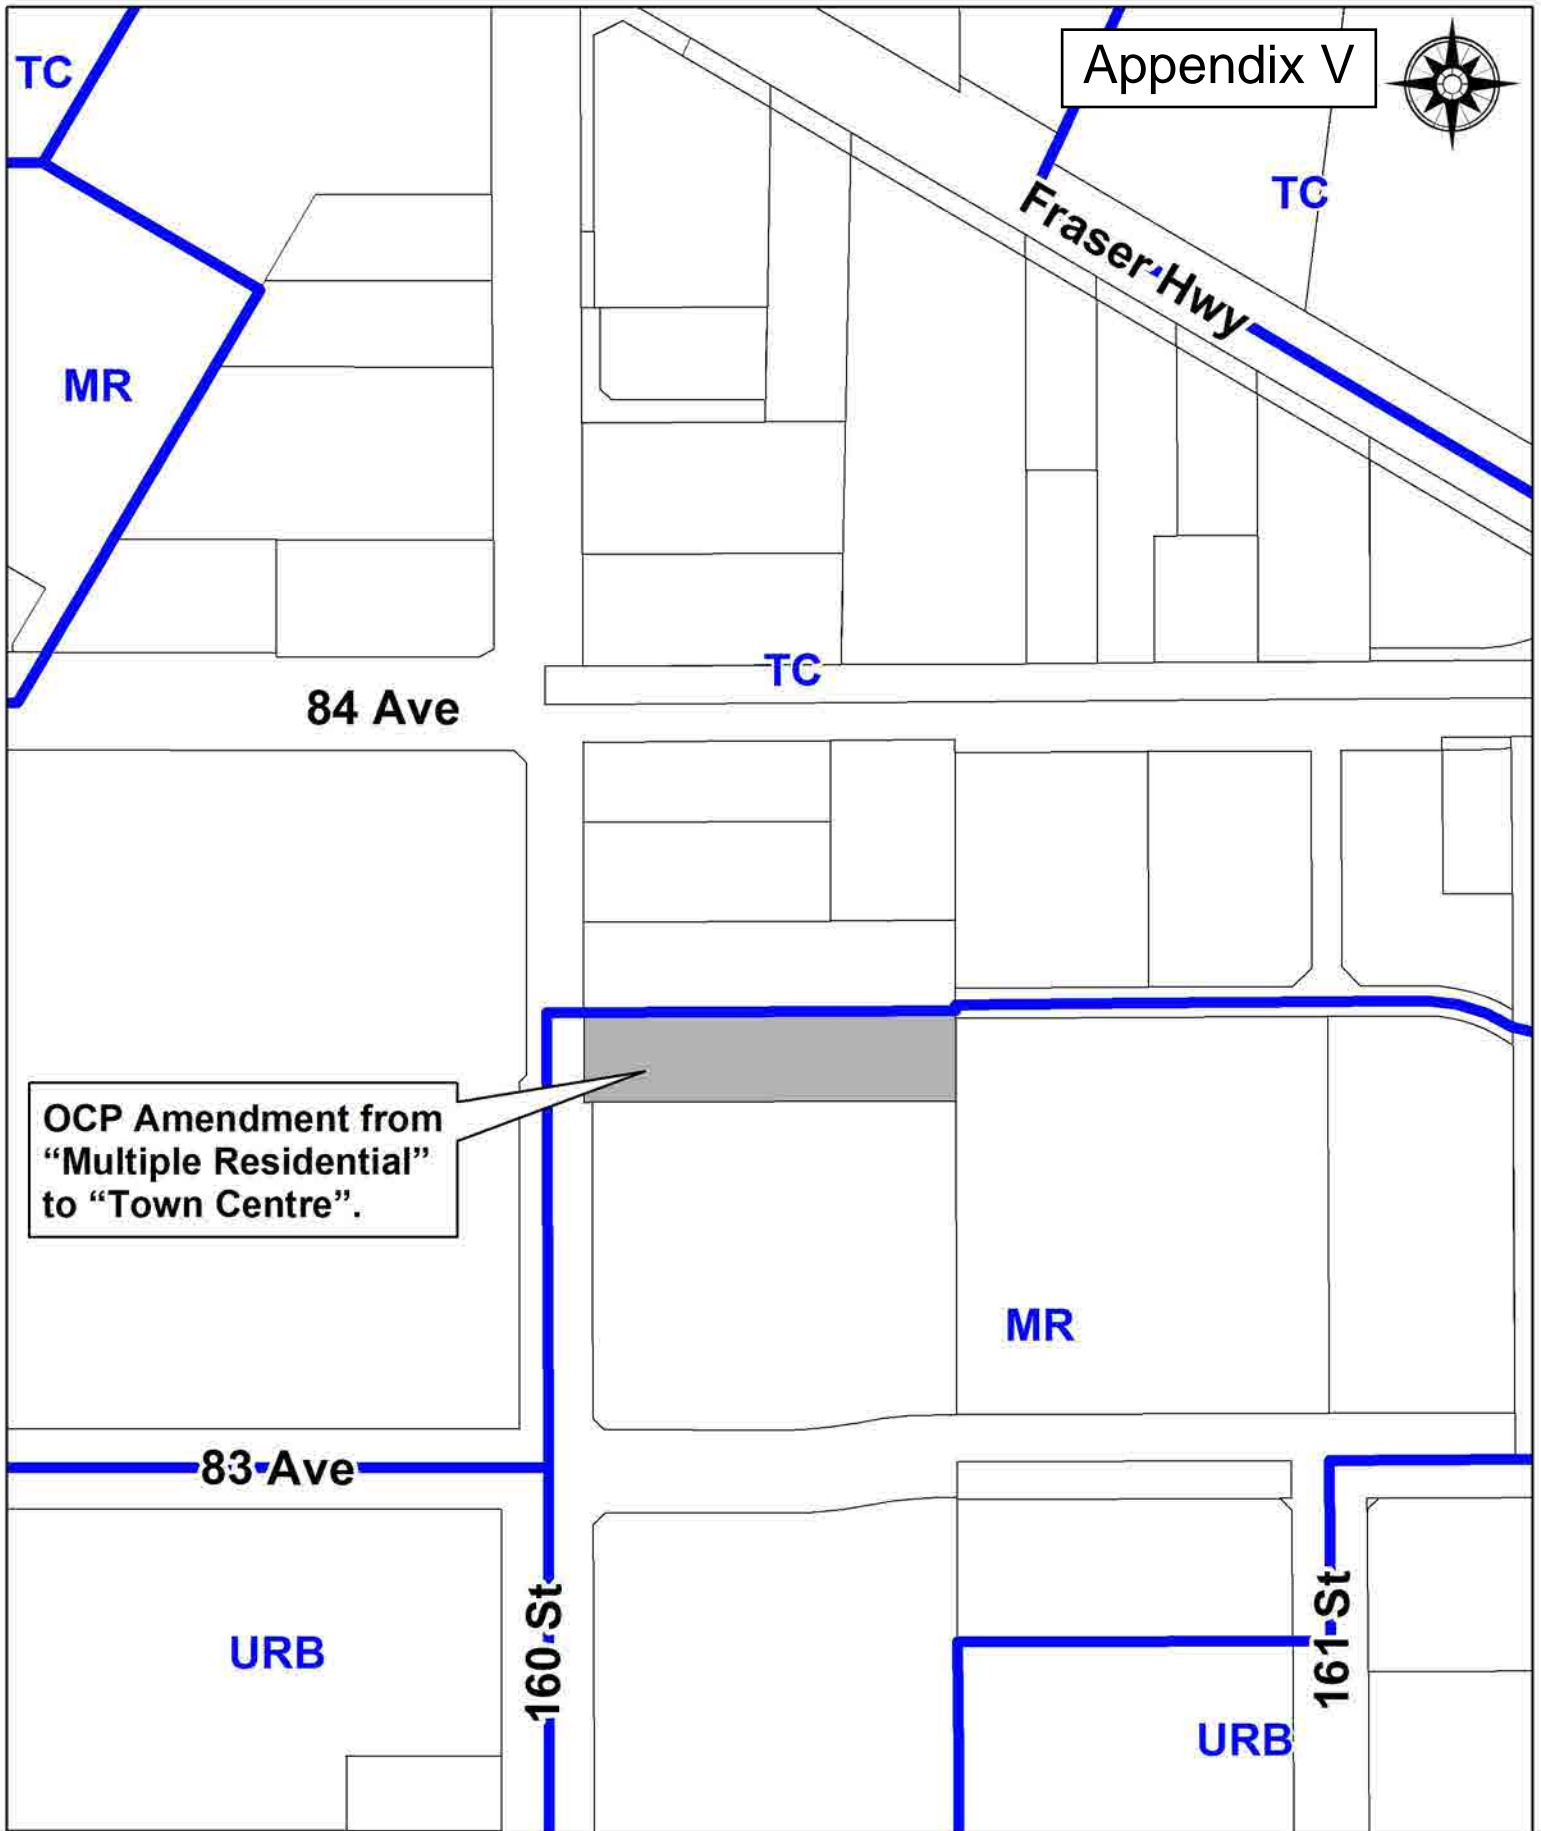 Appendix V
TC
TC
Fraser Hwy
MR
TC
84 Ave
OCP Amendment from
“Multiple Residential”
to “Town Centre”.
MR
83 Ave
160 St
161 St
URB
URB